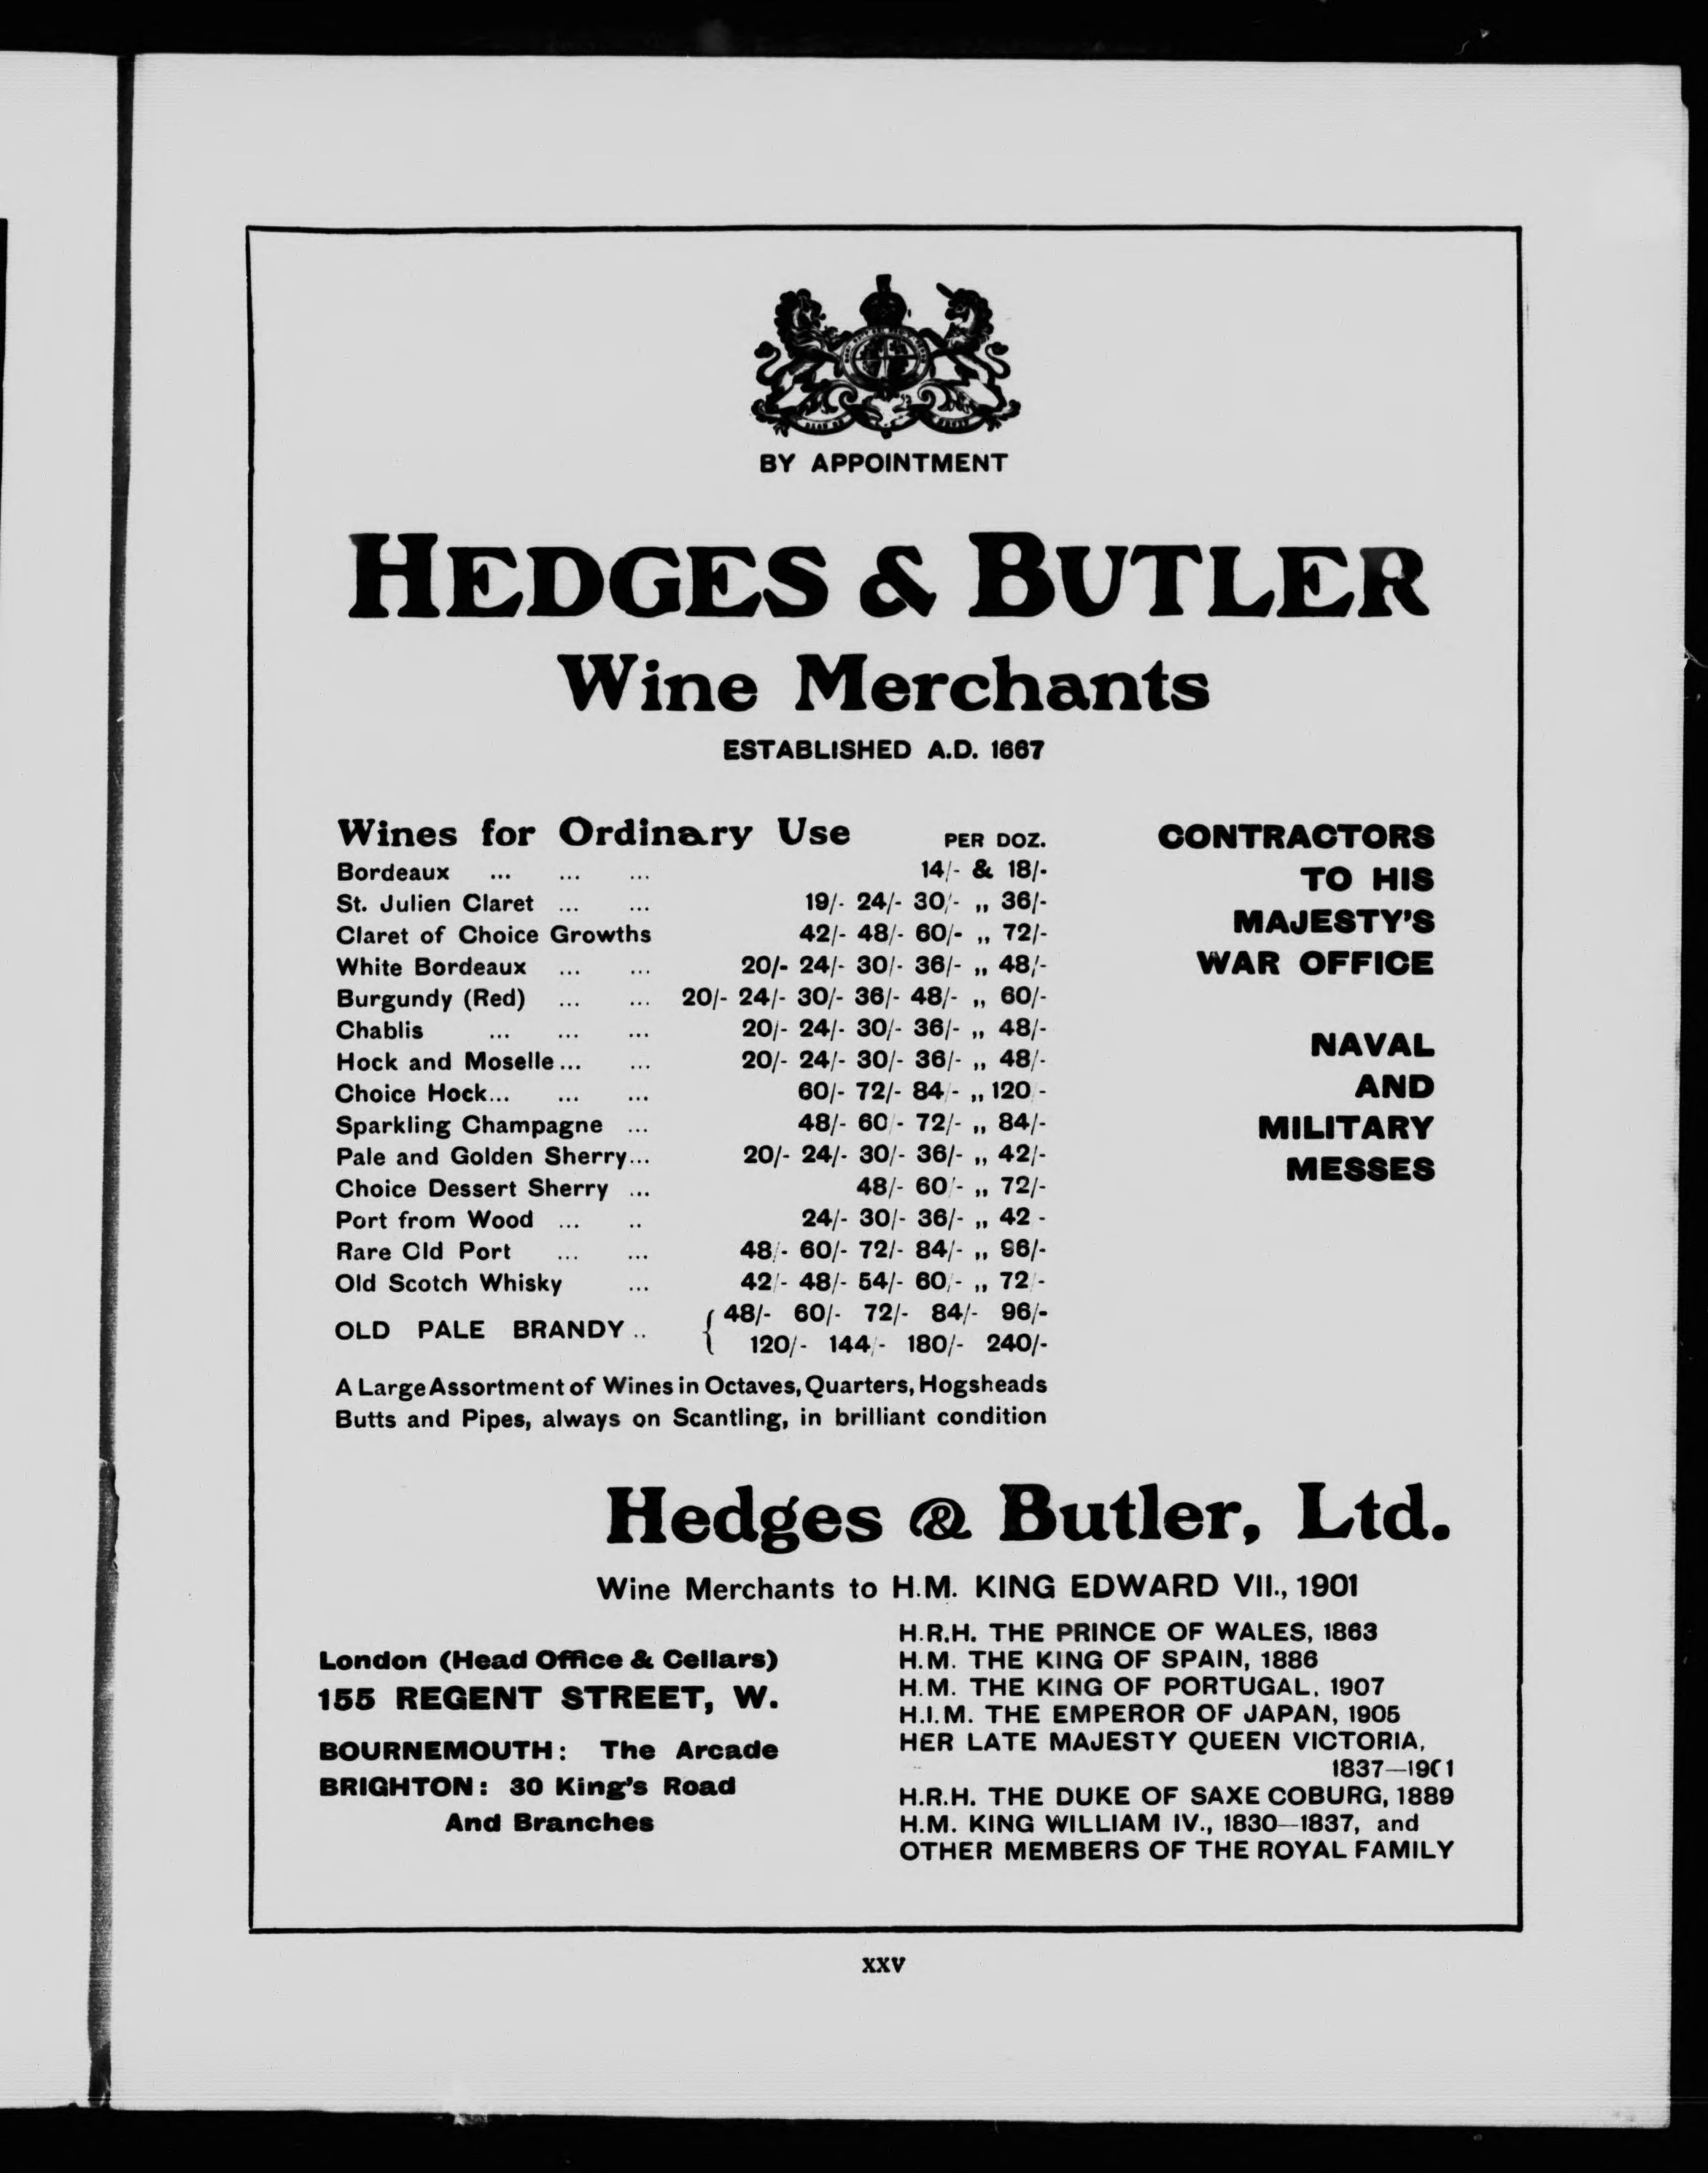 BY APPOINTMENT
HEDGES & BUTLER
Wine Merchants
ESTABLISHED A.D. 1667
Wines for Ordinary Use PER DOZ.
Bordeaux ... ... ... 14/- & 18/-
St. Julien Claret ... ... 19/- 24/- 30/- „ 36/-
Claret of Choice Growths 42/- 48/- 60/- „ 72/-
White Bordeaux ... ... 20/- 24/- 30/- 36/- „ 48/-
Burgundy (Red) ... ... 20/- 24/- 30/- 36/- 48/- „ 60/-
Chablis ... ... ... 20/- 24/- 30/- 36/- „ 48/-
Hock and Moselle... ... 20/- 24/- 30/- 36/- „ 48/-
Choice Hock... ... ... 60/- 72/- 84/- „ 120/-
Sparkling Champagne ... 48/- 60/- 72/- „ 84/-
Pale and Golden Sherry... 20/- 24/- 30/- 36/- „ 42/-
Choice Dessert Sherry ... 48/- 60/- „ 72/-
Port from Wood ... .. 24/- 30/- 36/- „ 42/-
Rare Old Port ... ... 48/- 60/- 72/- 84/- „ 96/-
Old Scotch Whisky ... 42/- 48/- 54/- 60/- „ 72/-
OLD PALE BRANDY .. { 48/- 60/- 72/- 84/- 96/-
120/- 144/- 180/- 240/-
A Large Assortment of Wines in Octaves, Quarters, Hogsheads
Butts and Pipes, always on Scantling, in brilliant condition
CONTRACTORS
TO HIS
MAJESTY'S
WAR OFFICE
NAVAL
AND
MILITARY
MESSES
Hedges & Butler, Ltd.
Wine Merchants to H.M. KING EDWARD VII., 1901
H.R.H. THE PRINCE OF WALES, 1863
H.M. THE KING OF SPAIN, 1886
H.M. THE KING OF PORTUGAL, 1907
H.I.M. THE EMPEROR OF JAPAN, 1905
HER LATE MAJESTY QUEEN VICTORIA,
1837—1901
H.R.H. THE DUKE OF SAXE COBURG, 1889
H.M. KING WILLIAM IV., 1830—1837, and
OTHER MEMBERS OF THE ROYAL FAMILY
London (Head Office & Cellars)
155 REGENT STREET, W.
BOURNEMOUTH: The Arcade
BRIGHTON: 30 King's Road
And Branches
xxv